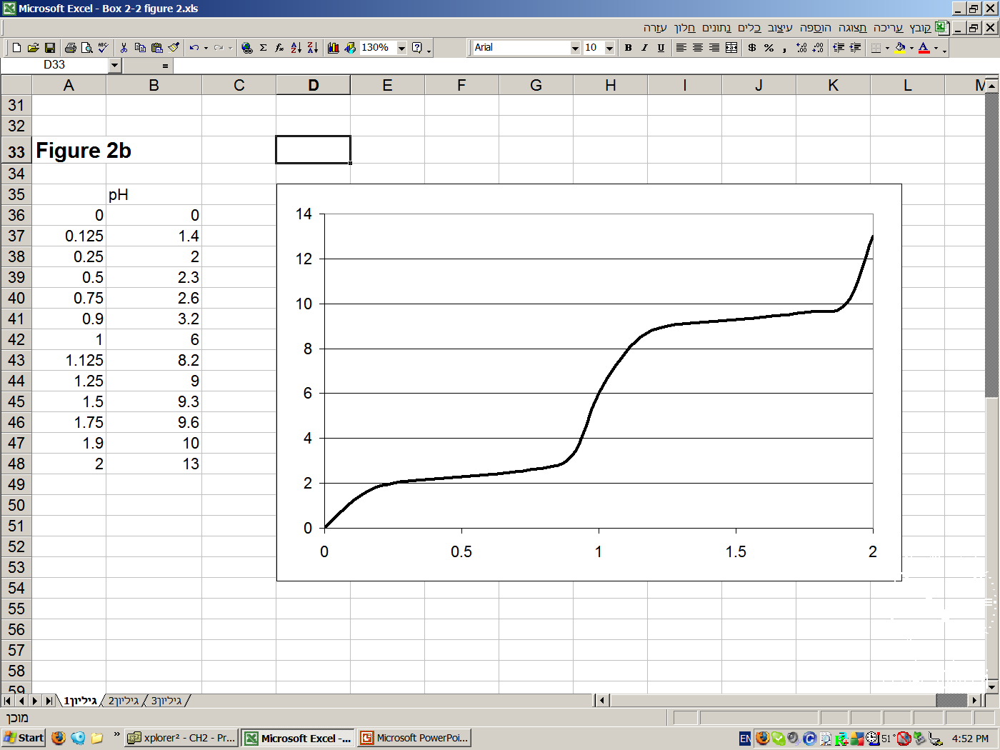 Microsoft Excel - Box 2-2 figure 2.xls
קובץ עריכה תצוגה הוספה עיצוב כלים נתונים חלון עזרה
130% Arial 10 B I U $ % ,
D33 =
A B C D E F G H I J K L M
31
32
33 Figure 2b
34
35 pH
36 0 0
37 0.125 1.4
38 0.25 2
39 0.5 2.3
40 0.75 2.6
41 0.9 3.2
42 1 6
43 1.125 8.2
44 1.25 9
45 1.5 9.3
46 1.75 9.6
47 1.9 10
48 2 13
49
50
51
52
53
54
55
56
57
58
59
14
12
10
8
6
4
2
0
0 0.5 1 1.5 2
גיליון1 גיליון2 גיליון3
מוכן
Start » xplorer² - CH2 - Pr... Microsoft Excel -... Microsoft PowerPoi... EN 51° 4:52 PM